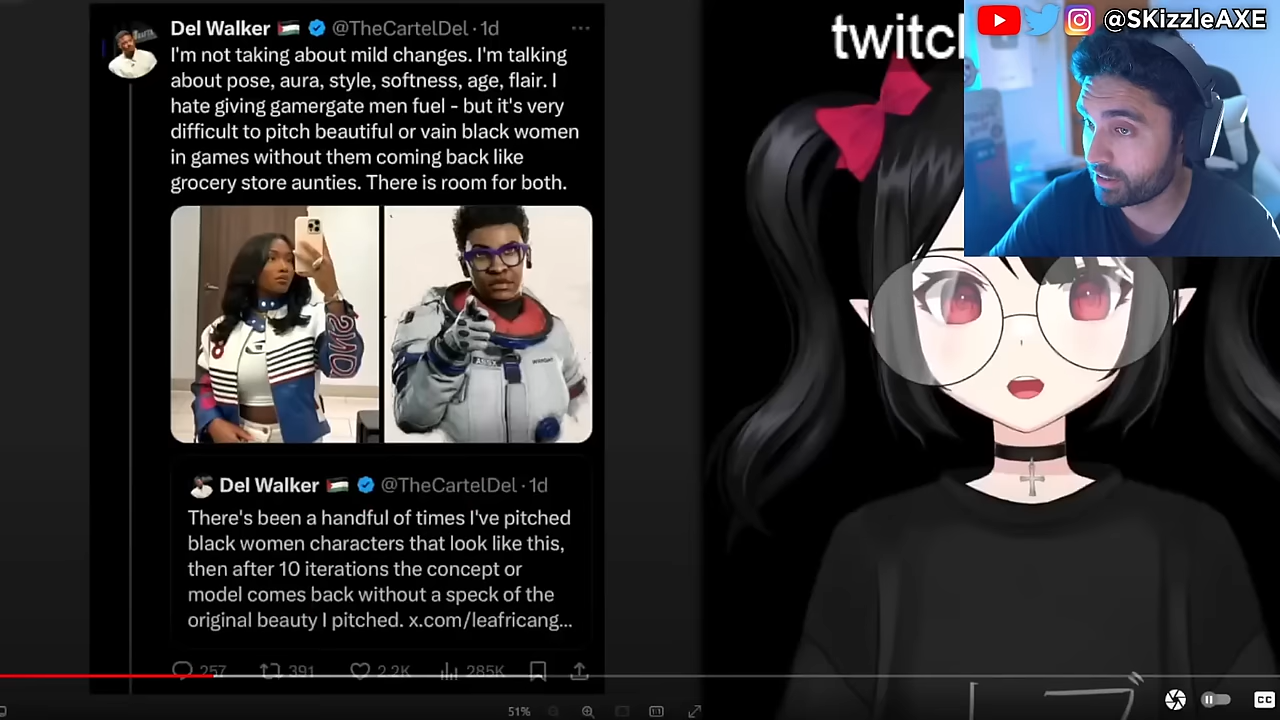 Del Walker @TheCartelDel · 1d
I'm not taking about mild changes. I'm talking
about pose, aura, style, softness, age, flair. I
hate giving gamergate men fuel - but it's very
difficult to pitch beautiful or vain black women
in games without them coming back like
grocery store aunties. There is room for both.
Del Walker @TheCartelDel · 1d
There's been a handful of times I've pitched
black women characters that look like this,
then after 10 iterations the concept or
model comes back without a speck of the
original beauty I pitched. x.com/leafricang...
257 391 2.2K 285K
twitc
@SKizzleAXE
51%
CC